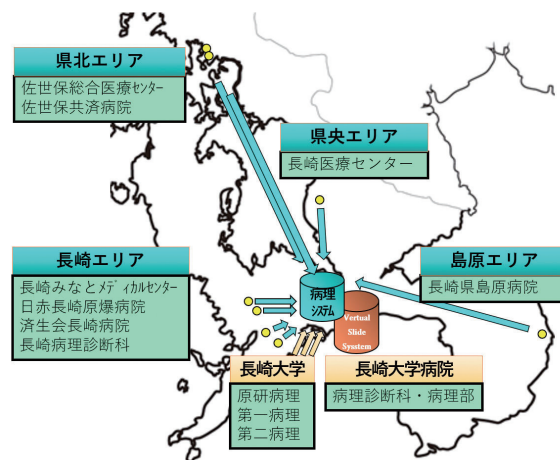 県北エリア
佐世保総合医療ｾﾝﾀｰ
佐世保共済病院
県央エリア
長崎医療センター
長崎エリア
長崎みなとﾒﾃﾞｨｶﾙｾﾝﾀｰ
日赤長崎原爆病院
済生会長崎病院
長崎病理診断科
島原エリア
長崎県島原病院
病理
ｼｽﾃﾑ
Vertual
Slide
Sysstem
長崎大学
原研病理
第一病理
第二病理
長崎大学病院
病理診断科・病理部